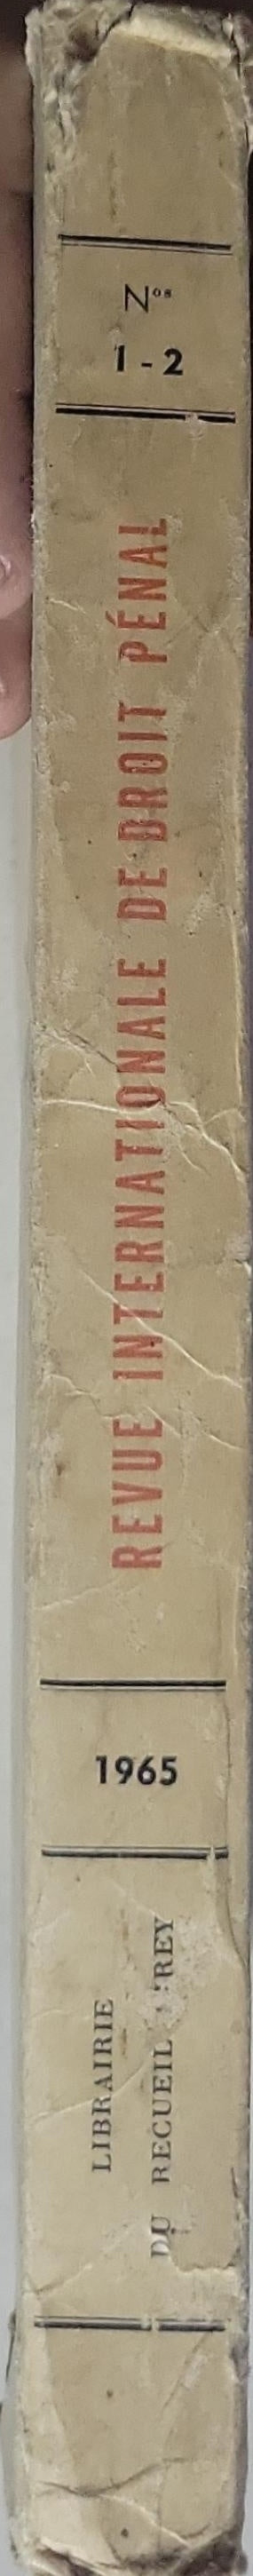 Nos
1-2
REVUE INTERNATIONALE DE DROIT PÉNAL
1965
LIBRAIRIE
DU RECUEIL